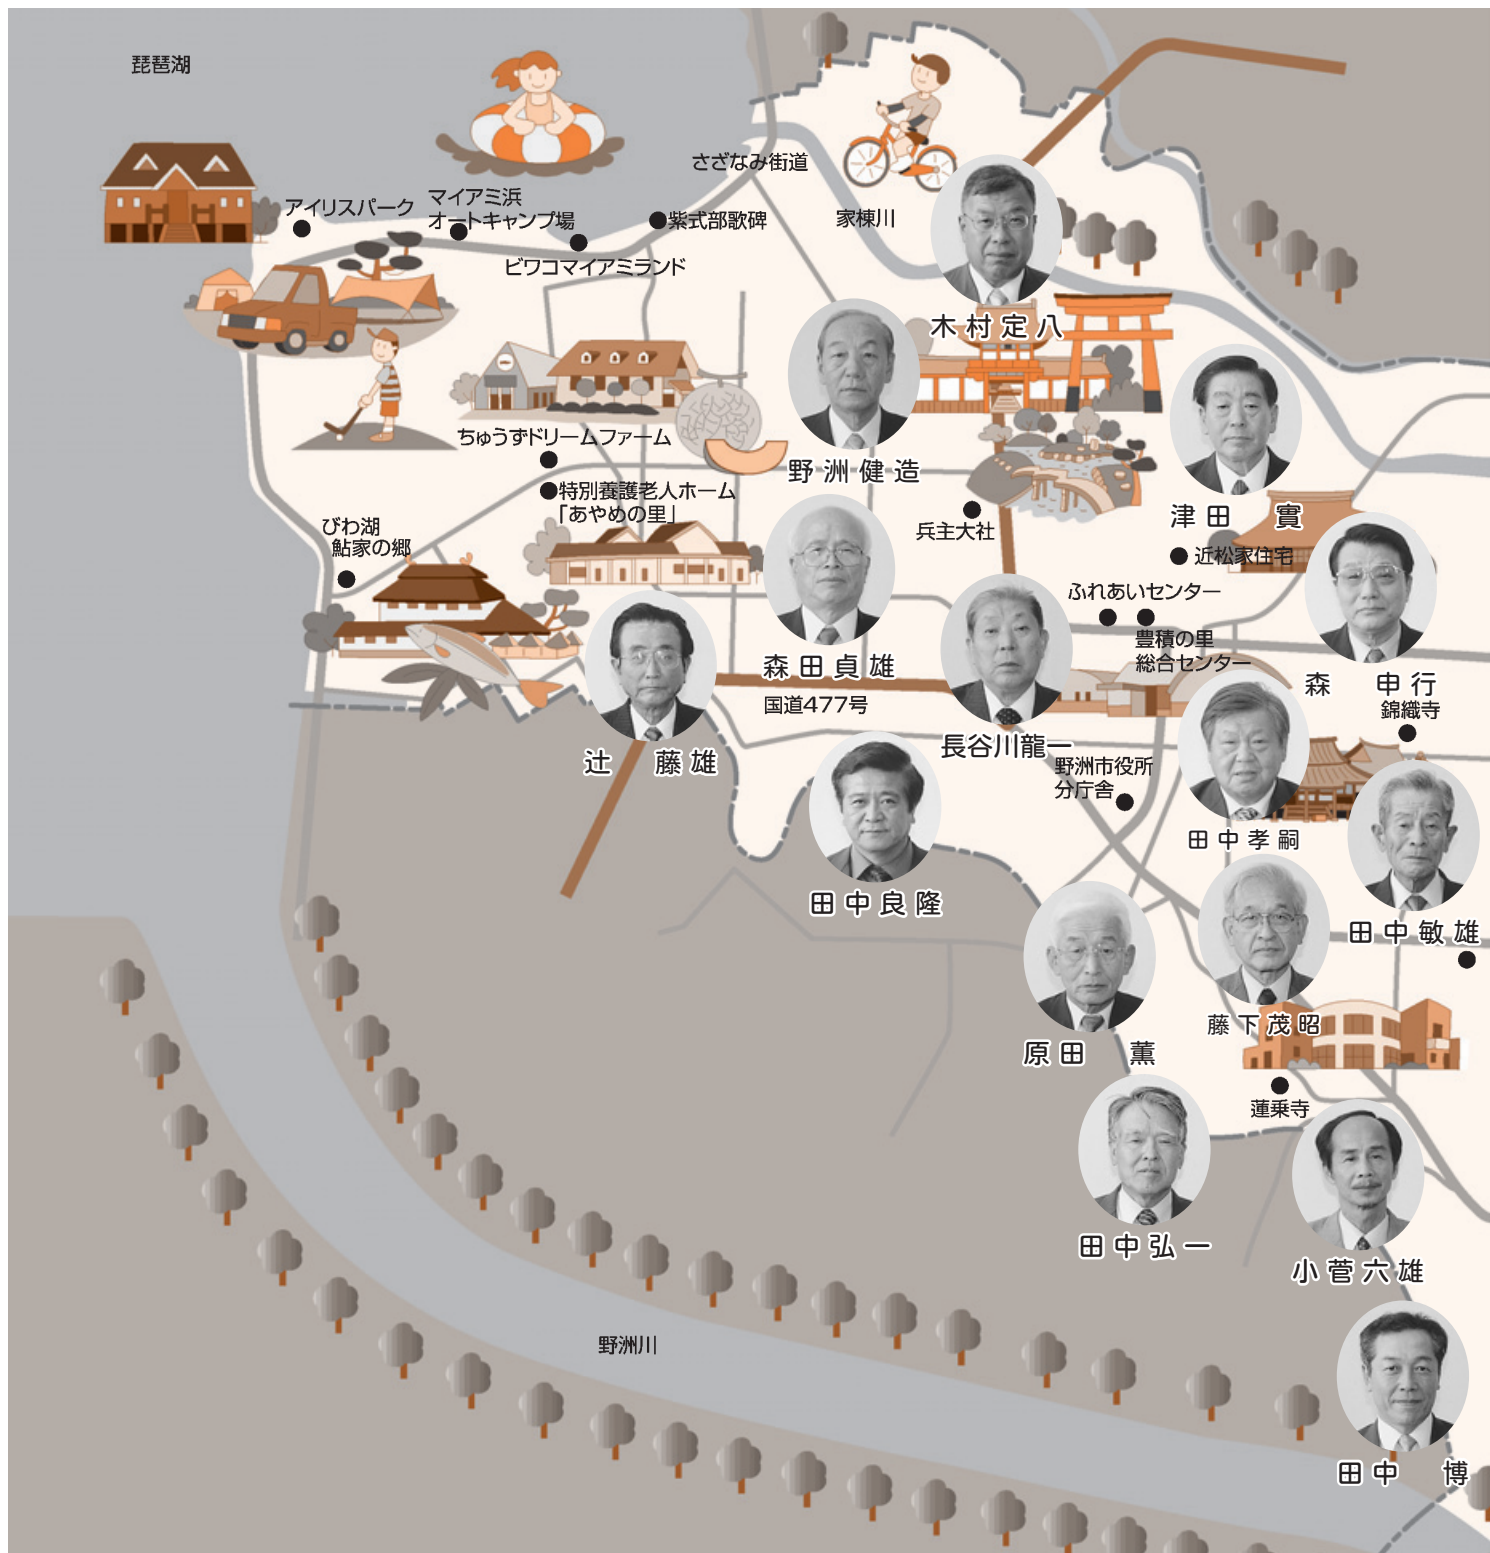 琵琶湖
さざなみ街道
アイリスパーク
マイアミ浜
オートキャンプ場
紫式部歌碑
家棟川
ビワコマイアミランド
木村定八
ちゅうずドリームファーム
野洲健造
特別養護老人ホーム
「あやめの里」
びわ湖
鮎家の郷
兵主大社
津田 實
近松家住宅
ふれあいセンター
豊積の里
総合センター
森田貞雄
森 申行
錦織寺
国道477号
長谷川龍一
辻 藤雄
野洲市役所
分庁舎
田中孝嗣
田中良隆
田中敏雄
藤下茂昭
原田 薫
蓮乗寺
田中弘一
小菅六雄
野洲川
田中 博